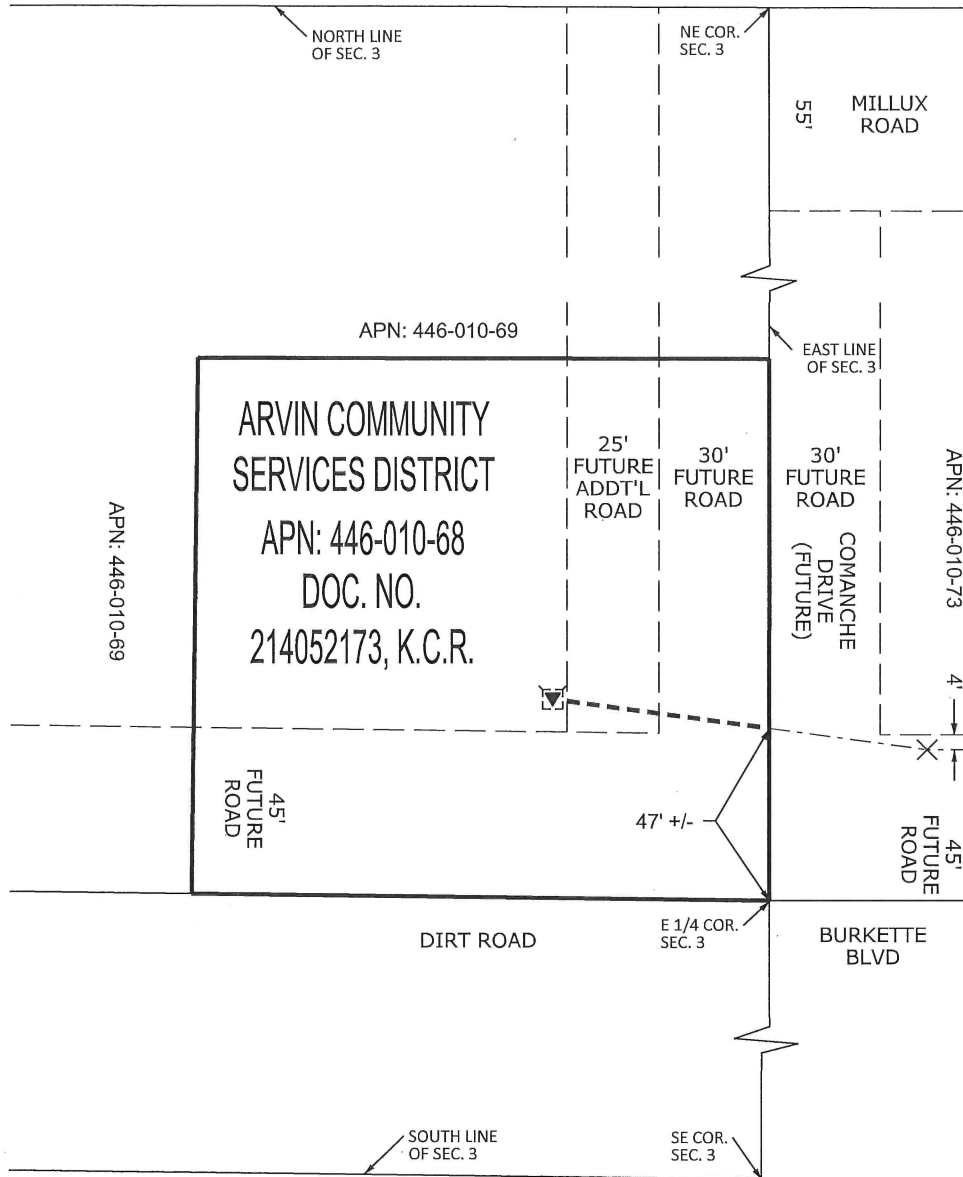 NORTH LINE
OF SEC. 3
NE COR.
SEC. 3
55'
MILLUX
ROAD
APN: 446-010-69
EAST LINE
OF SEC. 3
ARVIN COMMUNITY
SERVICES DISTRICT
APN: 446-010-68
DOC. NO.
214052173, K.C.R.
25'
FUTURE
ADDT'L
ROAD
30'
FUTURE
ROAD
30'
FUTURE
ROAD
COMANCHE
DRIVE
(FUTURE)
APN: 446-010-73
APN: 446-010-69
4'
45'
FUTURE
ROAD
47' +/-
45'
FUTURE
ROAD
DIRT ROAD
E 1/4 COR.
SEC. 3
BURKETTE
BLVD
SOUTH LINE
OF SEC. 3
SE COR.
SEC. 3